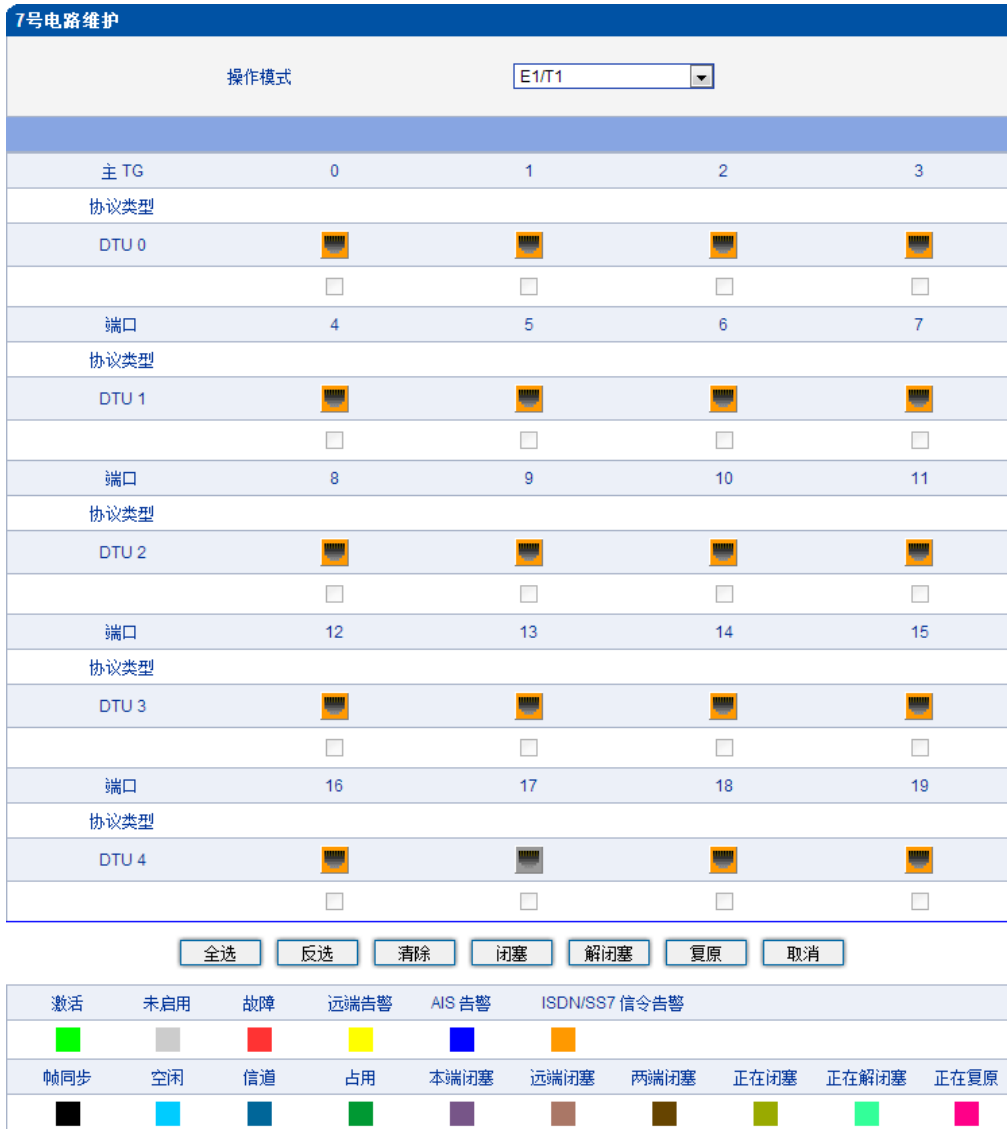 7号电路维护
操作模式 E1/T1
主 TG 0 1 2 3
协议类型
DTU 0
端口 4 5 6 7
协议类型
DTU 1
端口 8 9 10 11
协议类型
DTU 2
端口 12 13 14 15
协议类型
DTU 3
端口 16 17 18 19
协议类型
DTU 4
全选 反选 清除 闭塞 解闭塞 复原 取消
激活 未启用 故障 远端告警 AIS 告警 ISDN/SS7 信令告警
帧同步 空闲 信道 占用 本端闭塞 远端闭塞 两端闭塞 正在闭塞 正在解闭塞 正在复原